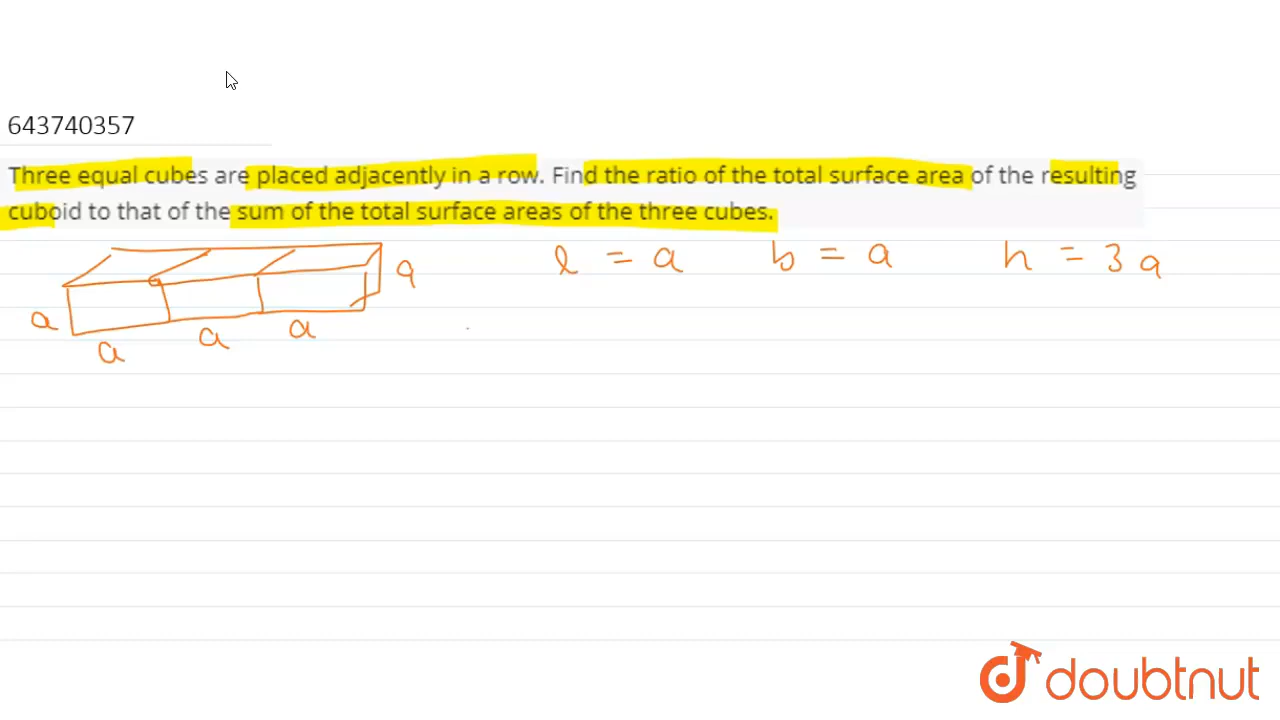 643740357
Three equal cubes are placed adjacently in a row. Find the ratio of the total surface area of the resulting
cuboid to that of the sum of the total surface areas of the three cubes.
l = a b = a h = 3a
a
a
a
a
a
doubtnut